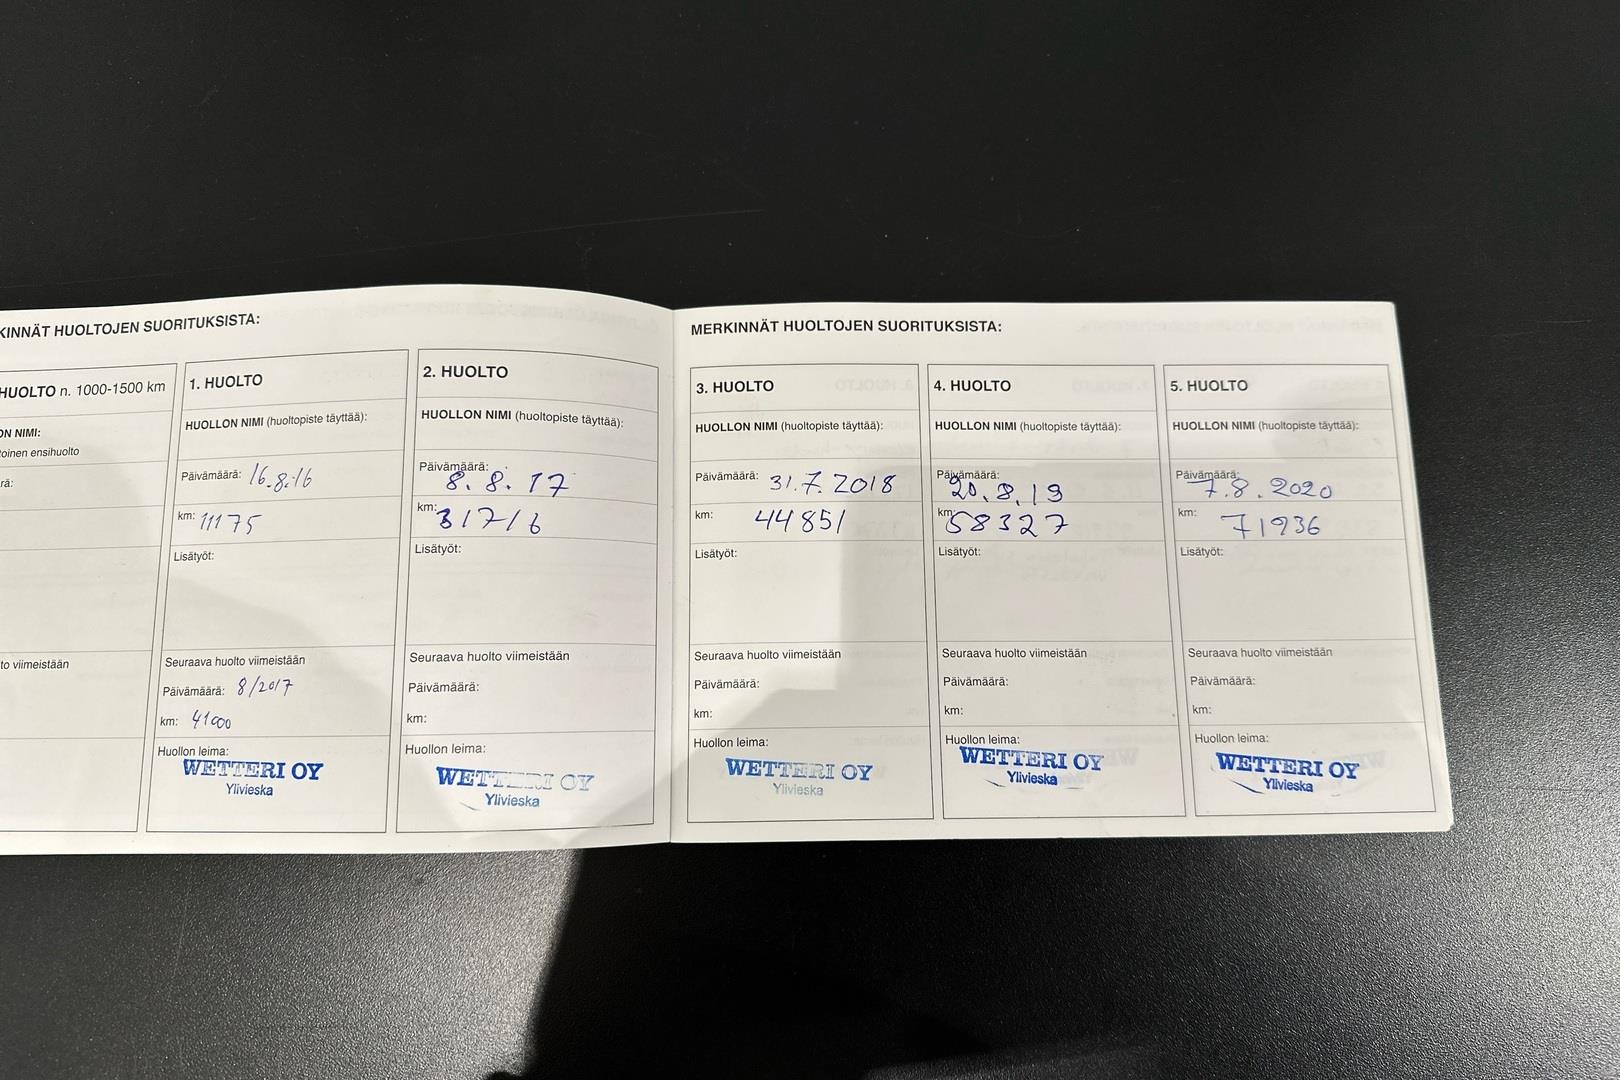 KINNÄT HUOLTOJEN SUORITUKSISTA:
HUOLTO n. 1000-1500 km
ON NIMI:
toinen ensihuolto
rä:
to viimeistään
1. HUOLTO
HUOLLON NIMI (huoltopiste täyttää):
Päivämäärä: 16.8.16
km: 11175
Lisätyöt:
Seuraava huolto viimeistään
Päivämäärä: 8/2017
km: 41000
Huollon leima:
WETTERI OY
Ylivieska
2. HUOLTO
HUOLLON NIMI (huoltopiste täyttää):
Päivämäärä: 8.8.17
km: 31716
Lisätyöt:
Seuraava huolto viimeistään
Päivämäärä:
km:
Huollon leima:
WETTERI OY
Ylivieska
MERKINNÄT HUOLTOJEN SUORITUKSISTA:
3. HUOLTO
HUOLLON NIMI (huoltopiste täyttää):
Päivämäärä: 31.7.2018
km: 44851
Lisätyöt:
Seuraava huolto viimeistään
Päivämäärä:
km:
Huollon leima:
WETTERI OY
Ylivieska
4. HUOLTO
HUOLLON NIMI (huoltopiste täyttää):
Päivämäärä: 20.8.19
km: 58327
Lisätyöt:
Seuraava huolto viimeistään
Päivämäärä:
km:
Huollon leima:
WETTERI OY
Ylivieska
5. HUOLTO
HUOLLON NIMI (huoltopiste täyttää):
Päivämäärä: 7.8.2020
km: 71936
Lisätyöt:
Seuraava huolto viimeistään
Päivämäärä:
km:
Huollon leima:
WETTERI OY
Ylivieska